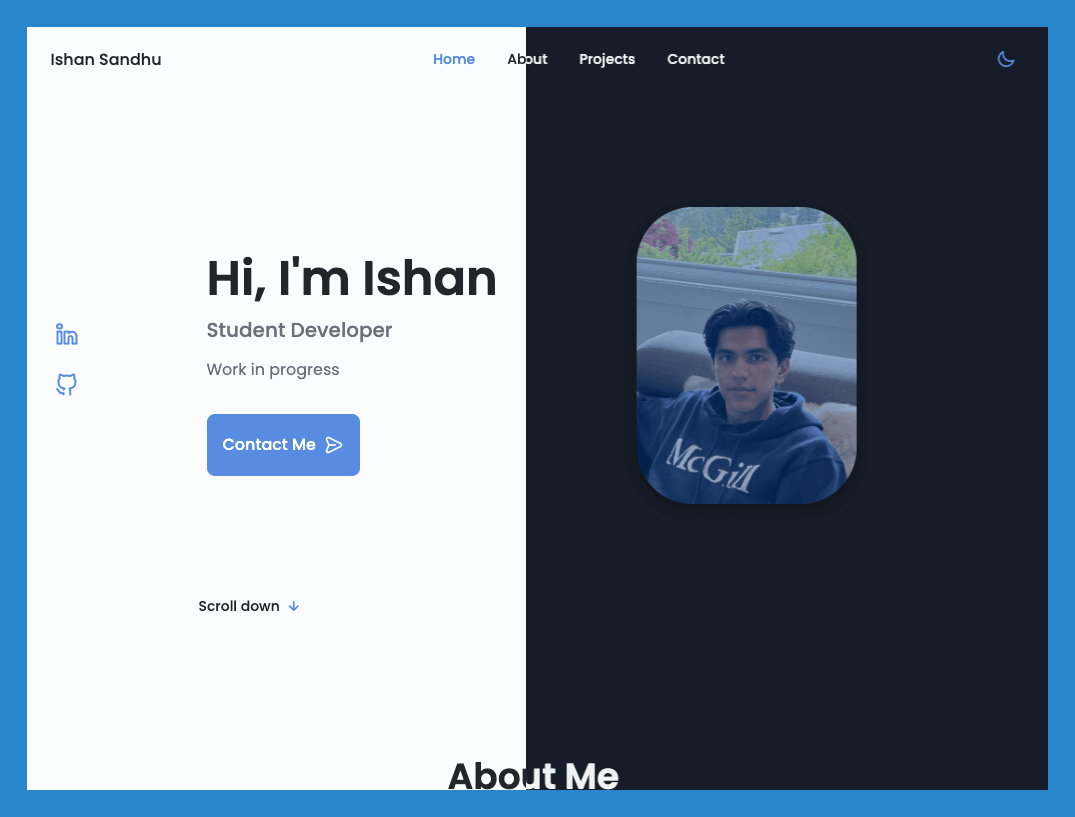 Ishan Sandhu
Home About Projects Contact
Hi, I'm Ishan
Student Developer
Work in progress
Contact Me
McGill
Scroll down
About Me